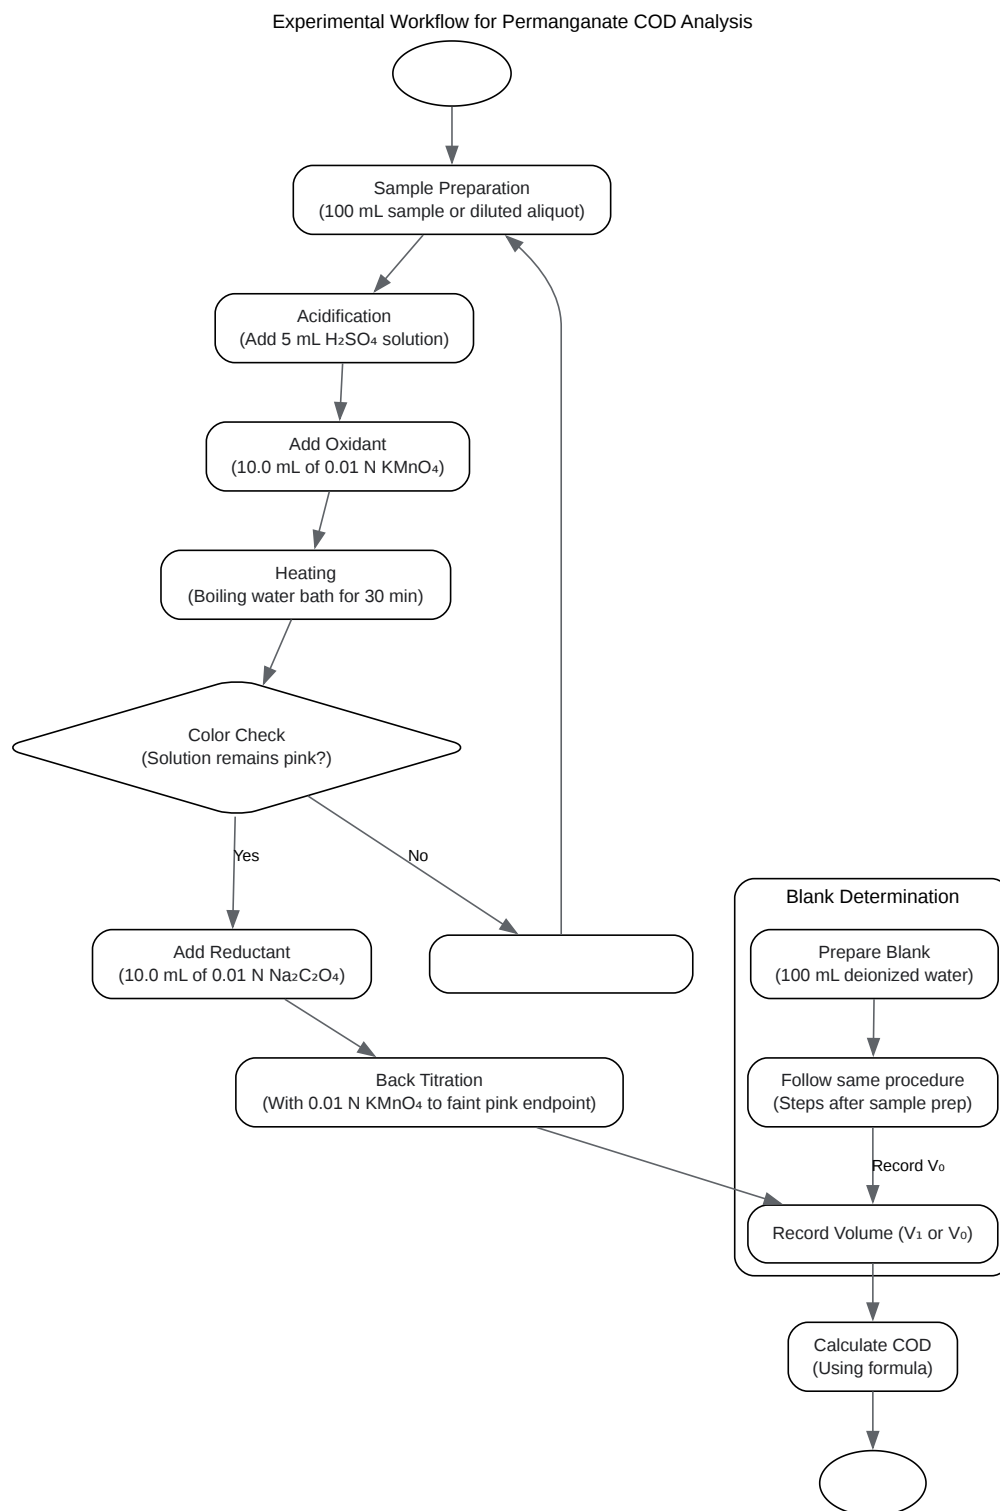 Experimental Workflow for Permanganate COD Analysis
Sample Preparation
(100 mL sample or diluted aliquot)
Acidification
(Add 5 mL H₂SO₄ solution)
Add Oxidant
(10.0 mL of 0.01 N KMnO₄)
Heating
(Boiling water bath for 30 min)
Color Check
(Solution remains pink?)
Yes
No
Add Reductant
(10.0 mL of 0.01 N Na₂C₂O₄)
Back Titration
(With 0.01 N KMnO₄ to faint pink endpoint)
Blank Determination
Prepare Blank
(100 mL deionized water)
Follow same procedure
(Steps after sample prep)
Record V₀
Record Volume (V₁ or V₀)
Calculate COD
(Using formula)